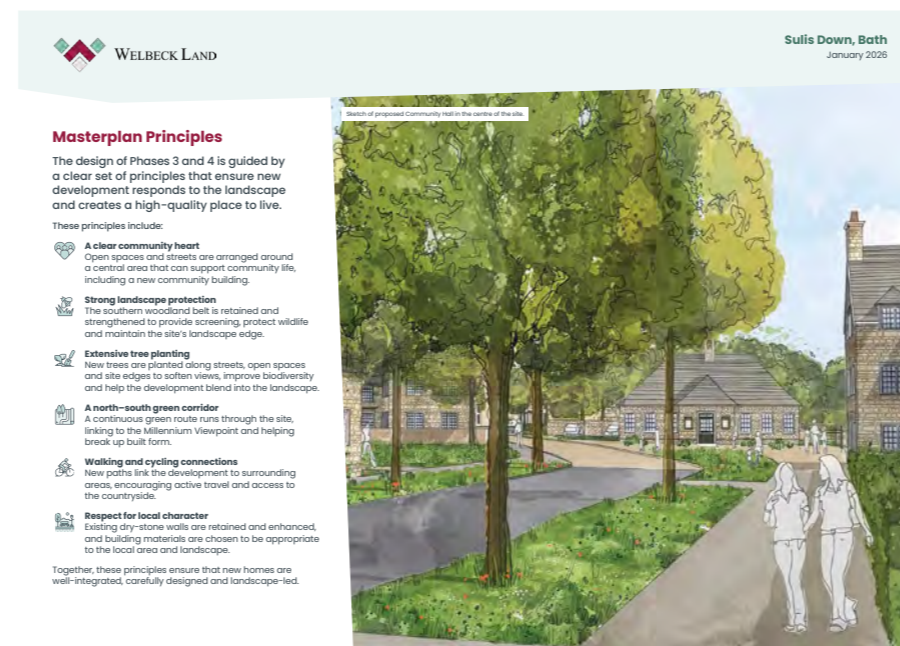 WELBECK LAND
Sulis Down, Bath
January 2026
Sketch of proposed Community Hall in the centre of the site.
Masterplan Principles
The design of Phases 3 and 4 is guided by
a clear set of principles that ensure new
development responds to the landscape
and creates a high-quality place to live.
These principles include:
A clear community heart
Open spaces and streets are arranged around
a central area that can support community life,
including a new community building.
Strong landscape protection
The southern woodland belt is retained and
strengthened to provide screening, protect wildlife
and maintain the site's landscape edge.
Extensive tree planting
New trees are planted along streets, open spaces
and site edges to soften views, improve biodiversity
and help the development blend into the landscape.
A north–south green corridor
A continuous green route runs through the site,
linking to the Millennium Viewpoint and helping
break up built form.
Walking and cycling connections
New paths link the development to surrounding
areas, encouraging active travel and access to
the countryside.
Respect for local character
Existing dry-stone walls are retained and enhanced,
and building materials are chosen to be appropriate
to the local area and landscape.
Together, these principles ensure that new homes are
well-integrated, carefully designed and landscape-led.